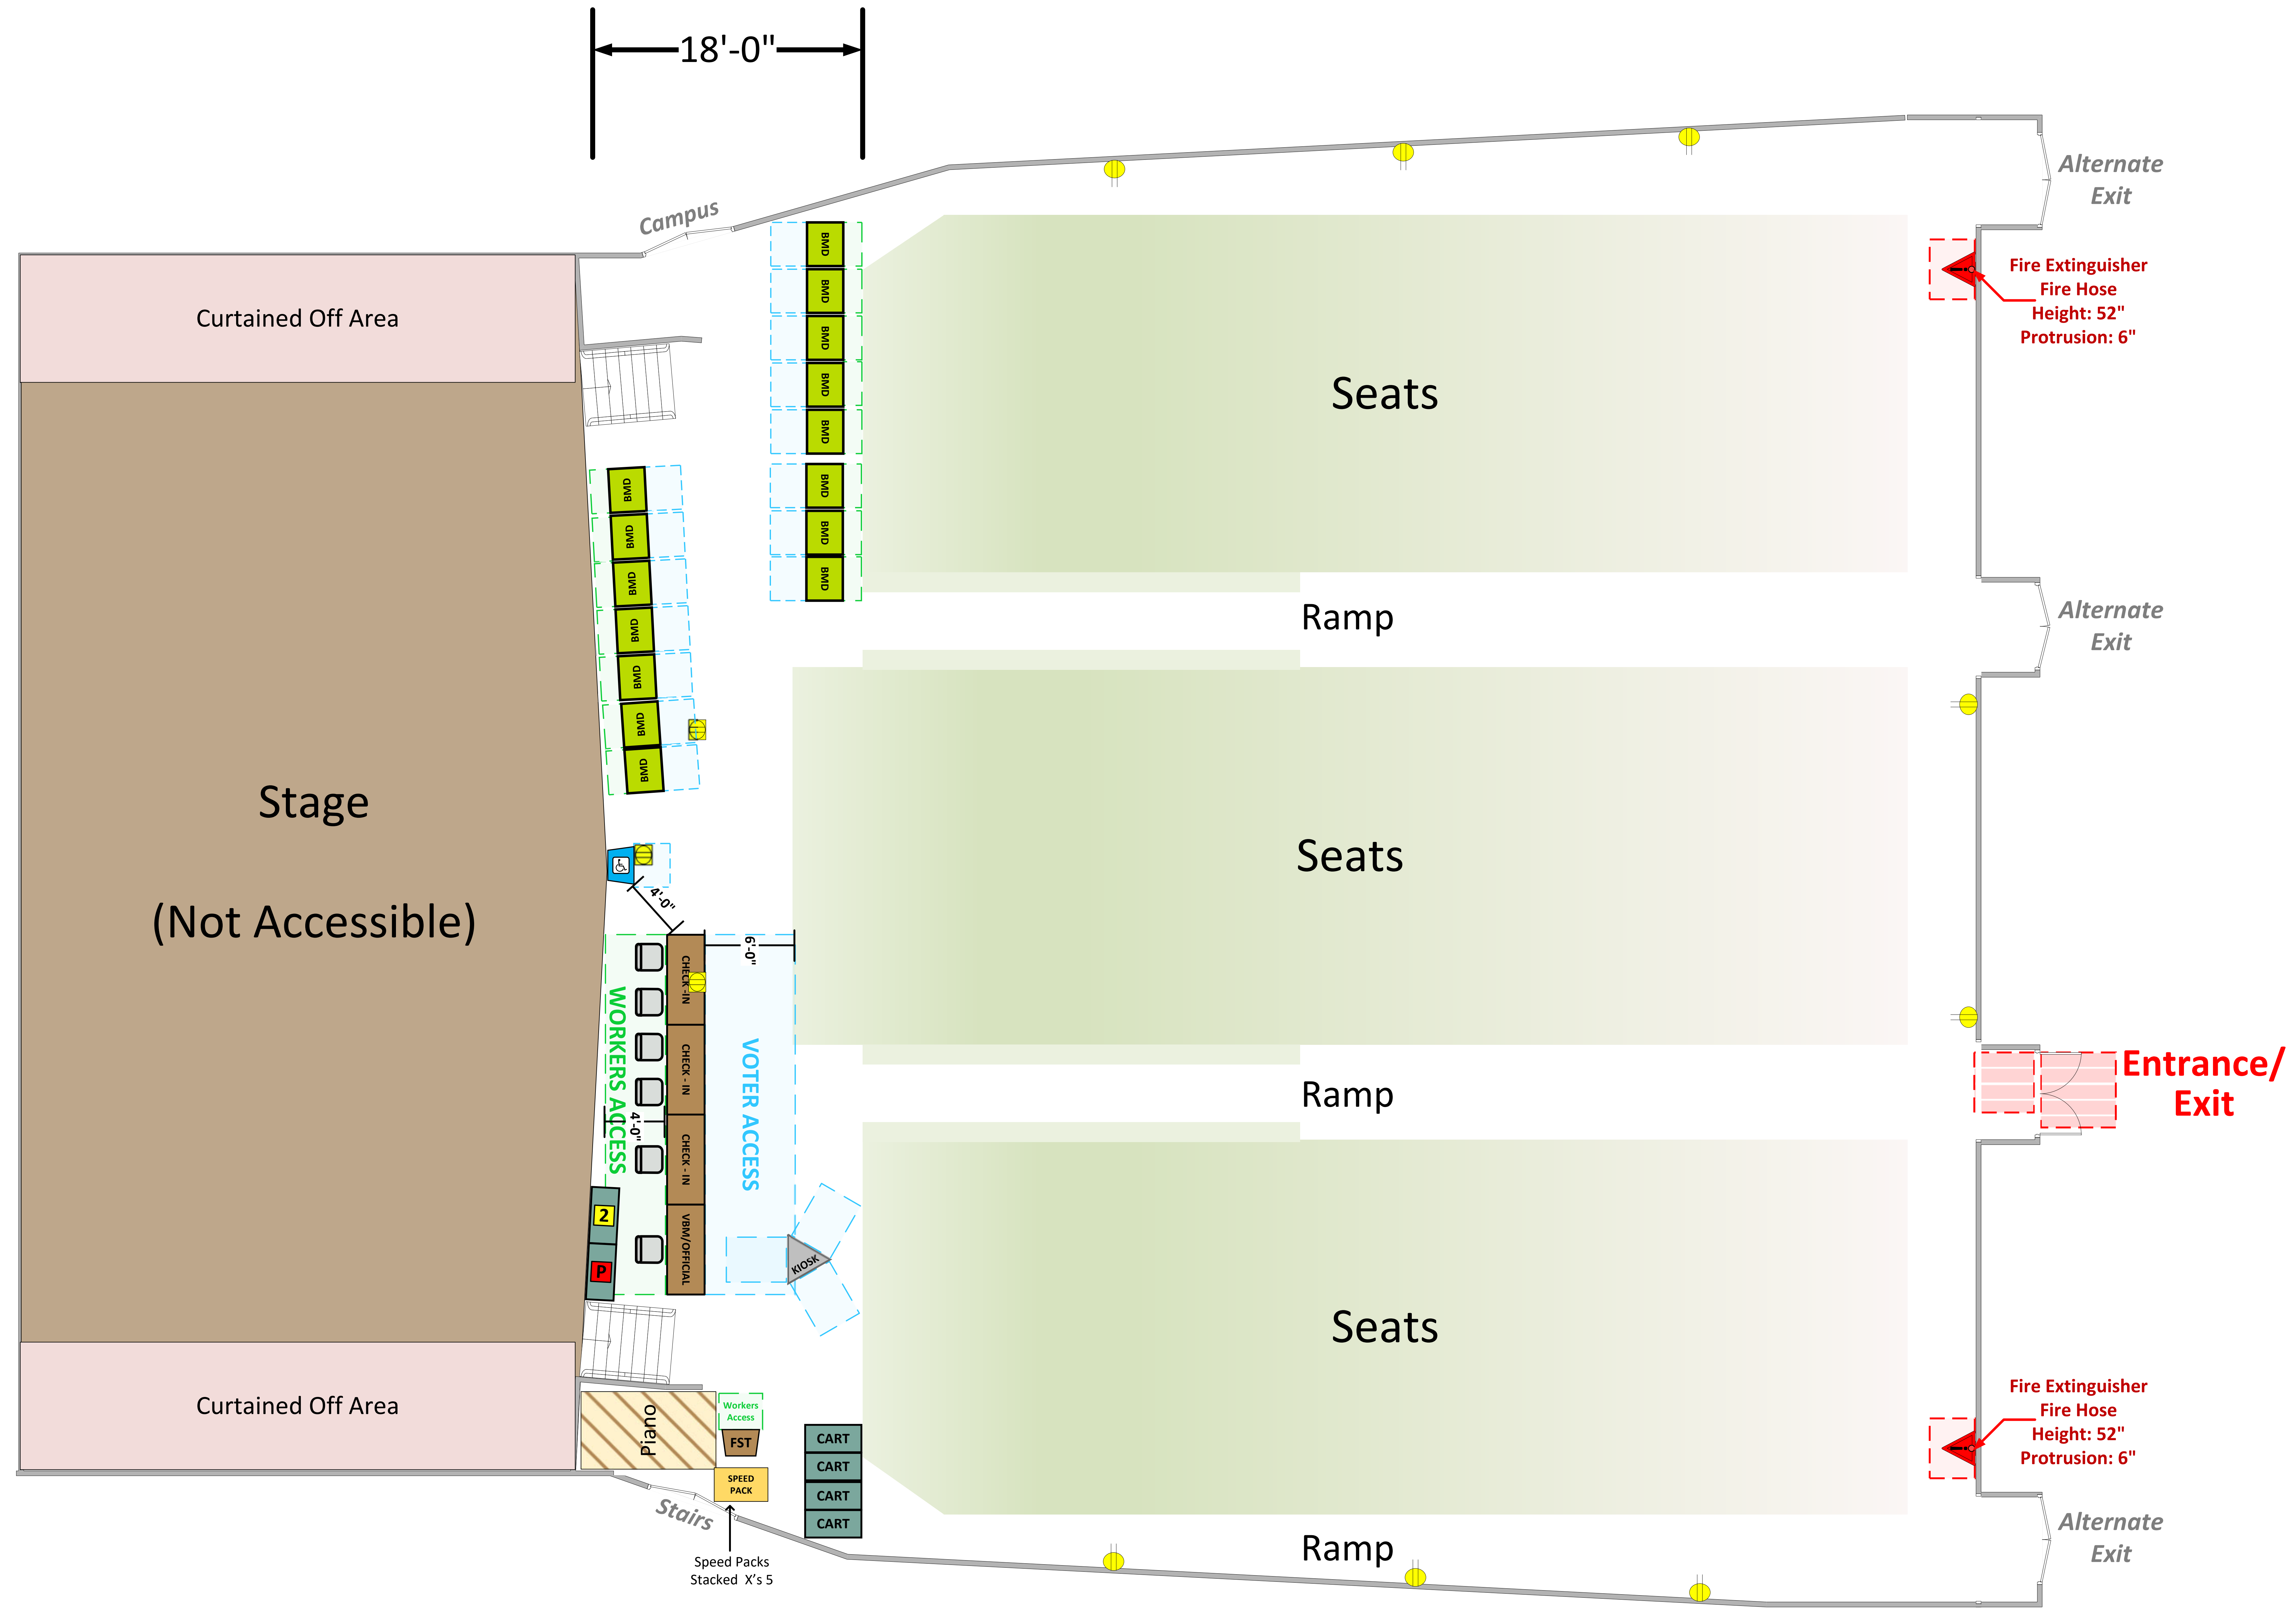 18'-0"
Campus
Alternate
Exit
Curtained Off Area
BMD
BMD
BMD
BMD
BMD
BMD
BMD
BMD
Fire Extinguisher
Fire Hose
Height: 52"
Protrusion: 6"
Seats
BMD
BMD
BMD
BMD
BMD
BMD
BMD
Ramp
Alternate
Exit
Stage
(Not Accessible)
Seats
4'-0"
6'-0"
CHECK -IN
CHECK - IN
CHECK - IN
VBM/OFFICIAL
WORKERS ACCESS
4'-0"
VOTER ACCESS
Ramp
Entrance/
Exit
2
P
KIOSK
Seats
Curtained Off Area
Piano
Workers
Access
FST
SPEED
PACK
CART
CART
CART
CART
Fire Extinguisher
Fire Hose
Height: 52"
Protrusion: 6"
Stairs
Speed Packs
Stacked X's 5
Ramp
Alternate
Exit